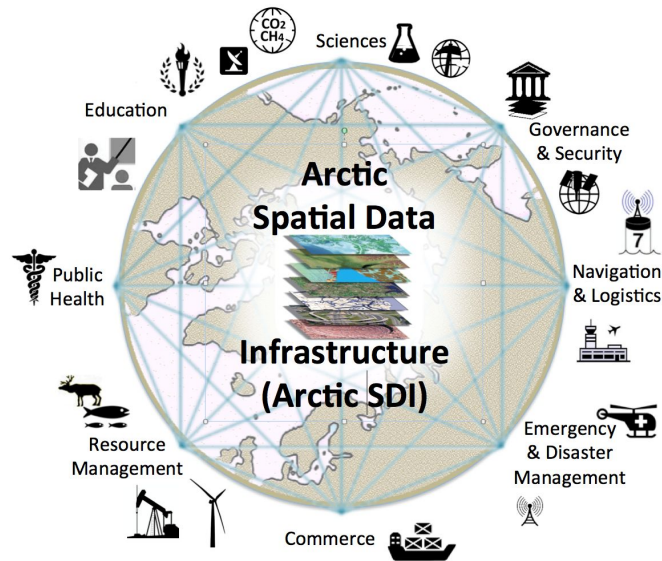 CO2
CH4
Sciences
Education
Governance
& Security
Arctic
Spatial Data
7
Public
Health
Navigation
& Logistics
Infrastructure
(Arctic SDI)
Resource
Management
Emergency
& Disaster
Management
Commerce